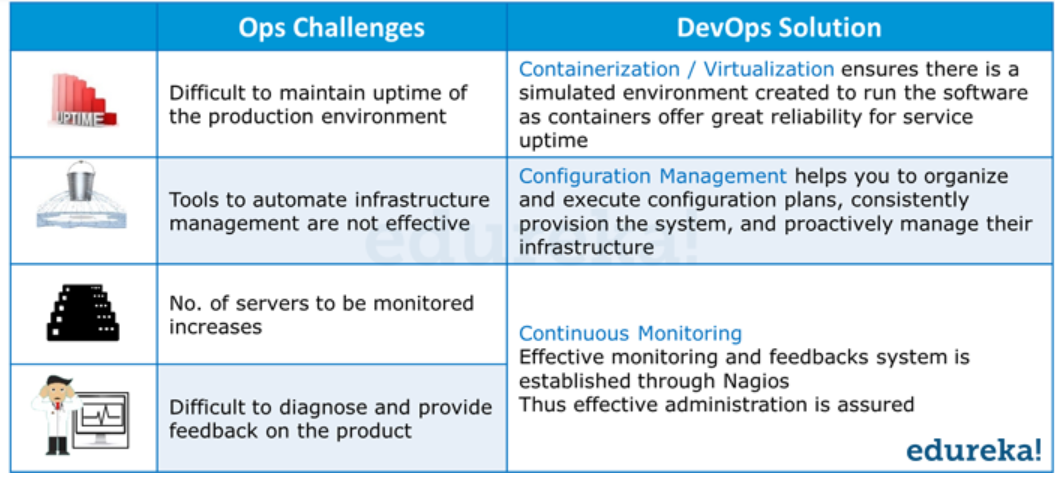 Ops Challenges
DevOps Solution
UPTIME
Difficult to maintain uptime of
the production environment
Containerization / Virtualization ensures there is a
simulated environment created to run the software
as containers offer great reliability for service
uptime
Tools to automate infrastructure
management are not effective
Configuration Management helps you to organize
and execute configuration plans, consistently
provision the system, and proactively manage their
infrastructure
edureka!
No. of servers to be monitored
increases
Continuous Monitoring
Effective monitoring and feedbacks system is
established through Nagios
Thus effective administration is assured
Difficult to diagnose and provide
feedback on the product
edureka!